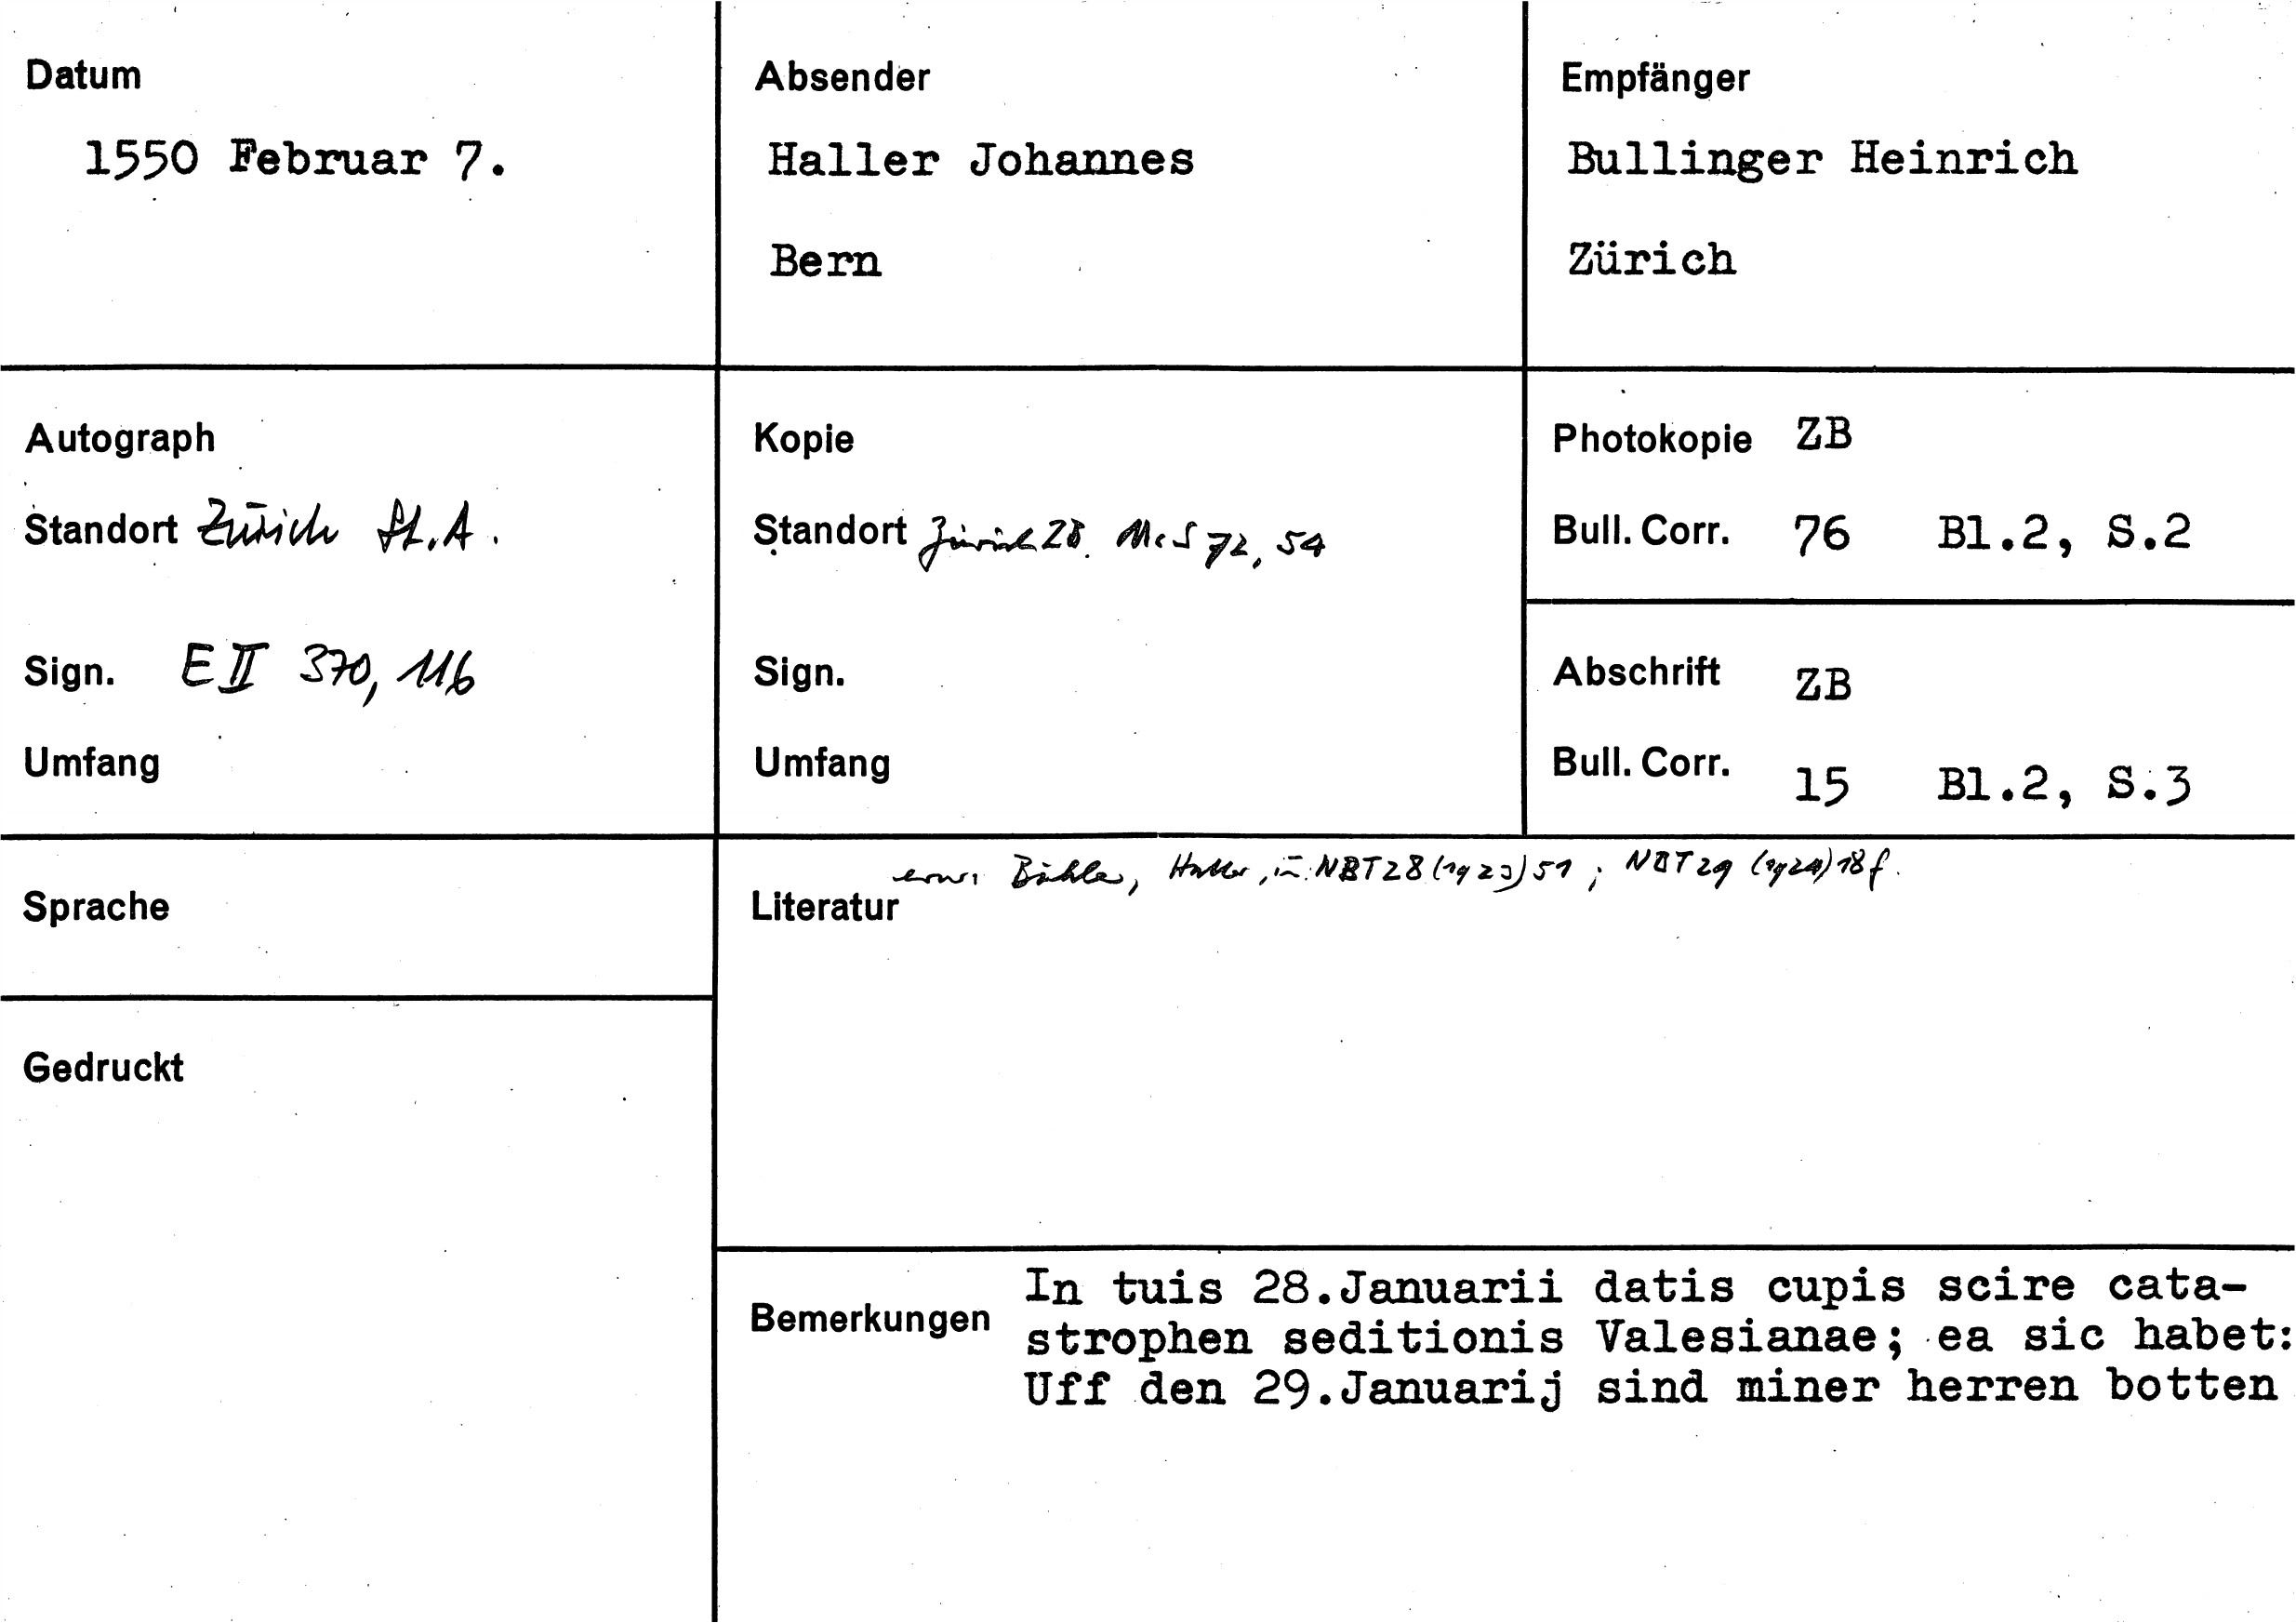 Datum
1550 Februar 7.
Absender
Haller Johannes
Bern
Empfänger
Bullinger Heinrich
Zürich
Autograph
Standort Zürich St.A.
Sign. E II 370, 116
Umfang
Kopie
Standort Zürich ZB. Ms S 72, 54
Sign.
Umfang
Photokopie ZB
Bull. Corr. 76 Bl.2, S.2
Abschrift ZB
Bull. Corr. 15 Bl.2, S.3
Sprache
Gedruckt
Literatur
Haller, in: NBT 28 (1923) 51; NBT 29 (1924) 18 f.
Bemerkungen
In tuis 28.Januarii datis cupis scire cata-
strophen seditionis Valesianae; ea sic habet:
Uff den 29.Januarij sind miner herren botten